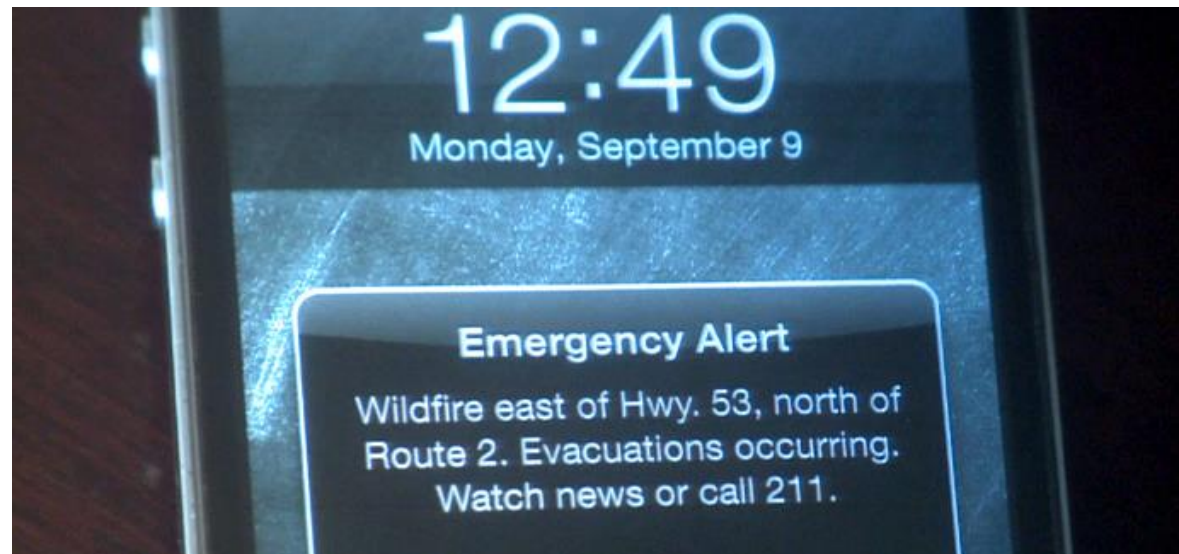 12:49
Monday, September 9
Emergency Alert
Wildfire east of Hwy. 53, north of
Route 2. Evacuations occurring.
Watch news or call 211.